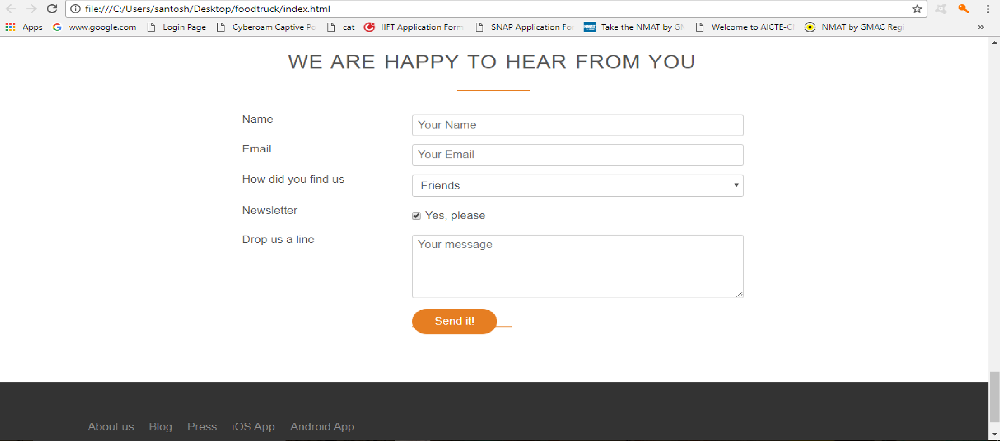 file:///C:/Users/santosh/Desktop/foodtruck/index.html
Apps www.google.com Login Page Cyberoam Captive Po cat IIFT Application Form SNAP Application For Take the NMAT by GM Welcome to AICTE-C NMAT by GMAC Regi
WE ARE HAPPY TO HEAR FROM YOU
Name Your Name
Email Your Email
How did you find us Friends
Newsletter Yes, please
Drop us a line Your message
Send it!
About us Blog Press iOS App Android App